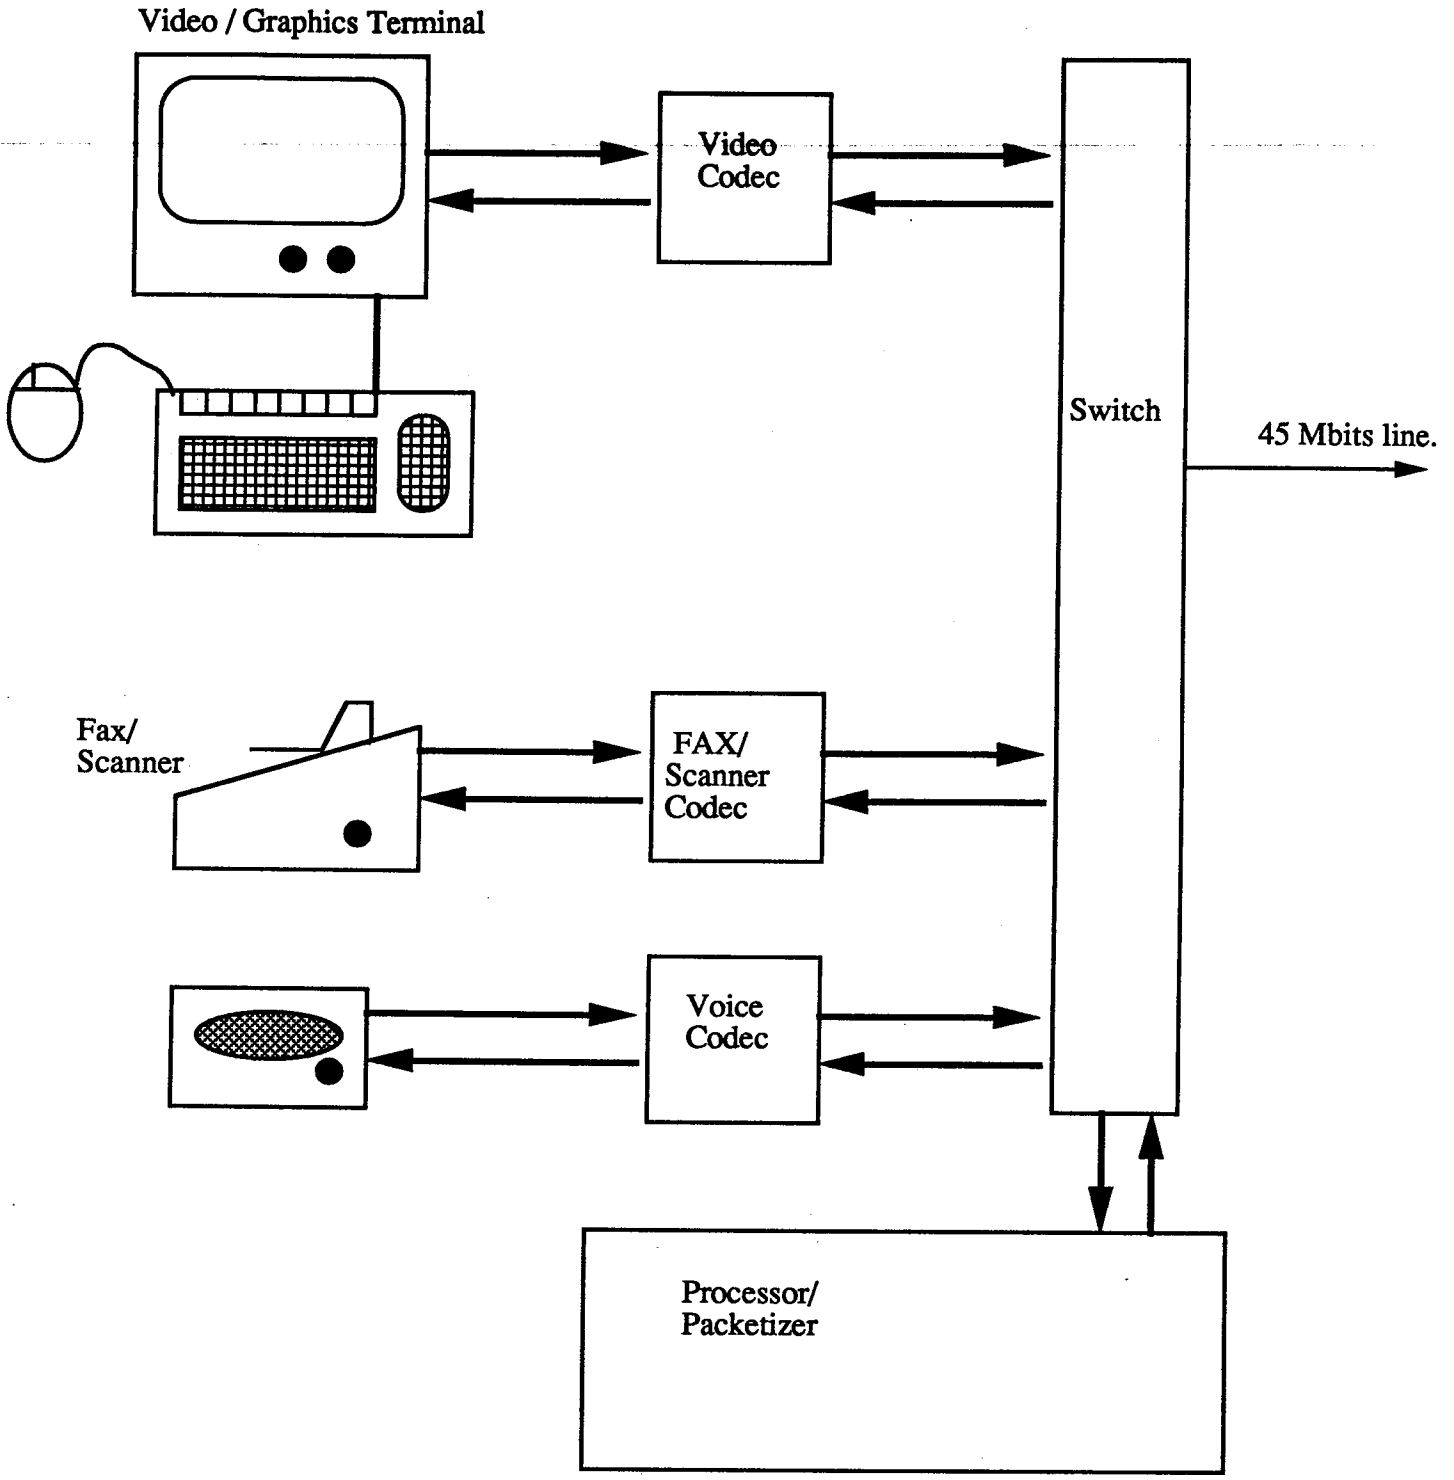 Video / Graphics Terminal
Video
Codec
Switch
45 Mbits line.
Fax/
Scanner
FAX/
Scanner
Codec
Voice
Codec
Processor/
Packetizer